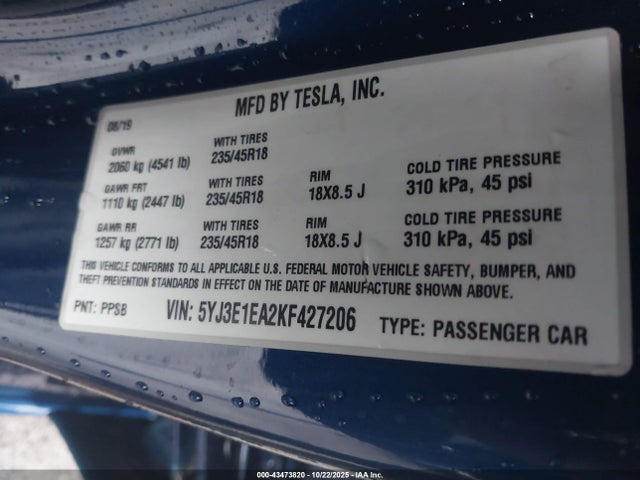 MFD BY TESLA, INC.
08/19
GVWR WITH TIRES
2060 kg (4541 lb) 235/45R18
GAWR FRT WITH TIRES RIM COLD TIRE PRESSURE
1110 kg (2447 lb) 235/45R18 18X8.5 J 310 kPa, 45 psi
GAWR RR WITH TIRES RIM COLD TIRE PRESSURE
1257 kg (2771 lb) 235/45R18 18X8.5 J 310 kPa, 45 psi
THIS VEHICLE CONFORMS TO ALL APPLICABLE U.S. FEDERAL MOTOR VEHICLE SAFETY, BUMPER, AND
THEFT PREVENTION STANDARDS IN EFFECT ON THE DATE OF MANUFACTURE SHOWN ABOVE.
PNT: PPSB VIN: 5YJ3E1EA2KF427206 TYPE: PASSENGER CAR
00-43473820 - 10/22/2025 - © 2025 IAA Inc.